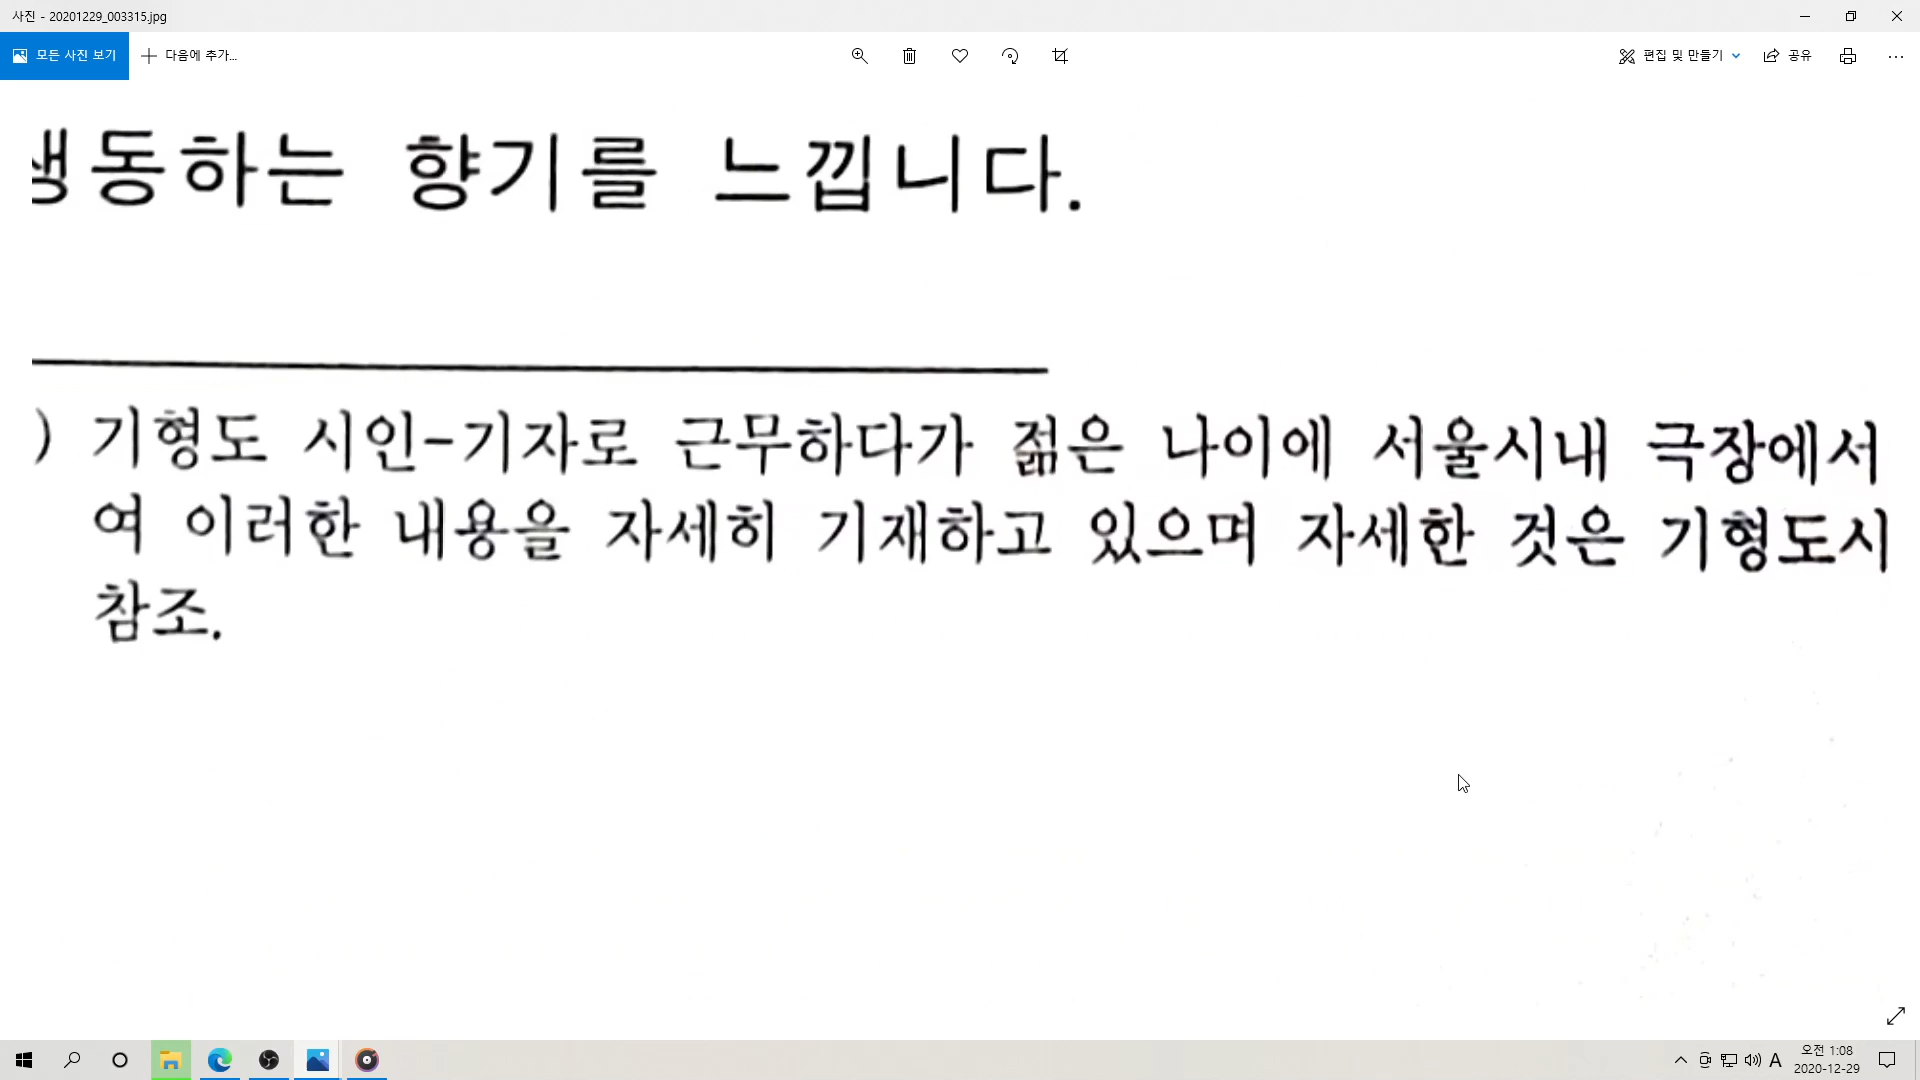 사진 - 20201229_003315.jpg
모든 사진 보기
다음에 추가...
편집 및 만들기
공유
생동하는 향기를 느낍니다.
) 기형도 시인-기자로 근무하다가 젊은 나이에 서울시내 극장에서
여 이러한 내용을 자세히 기재하고 있으며 자세한 것은 기형도시
참조.
A
오전 1:08
2020-12-29